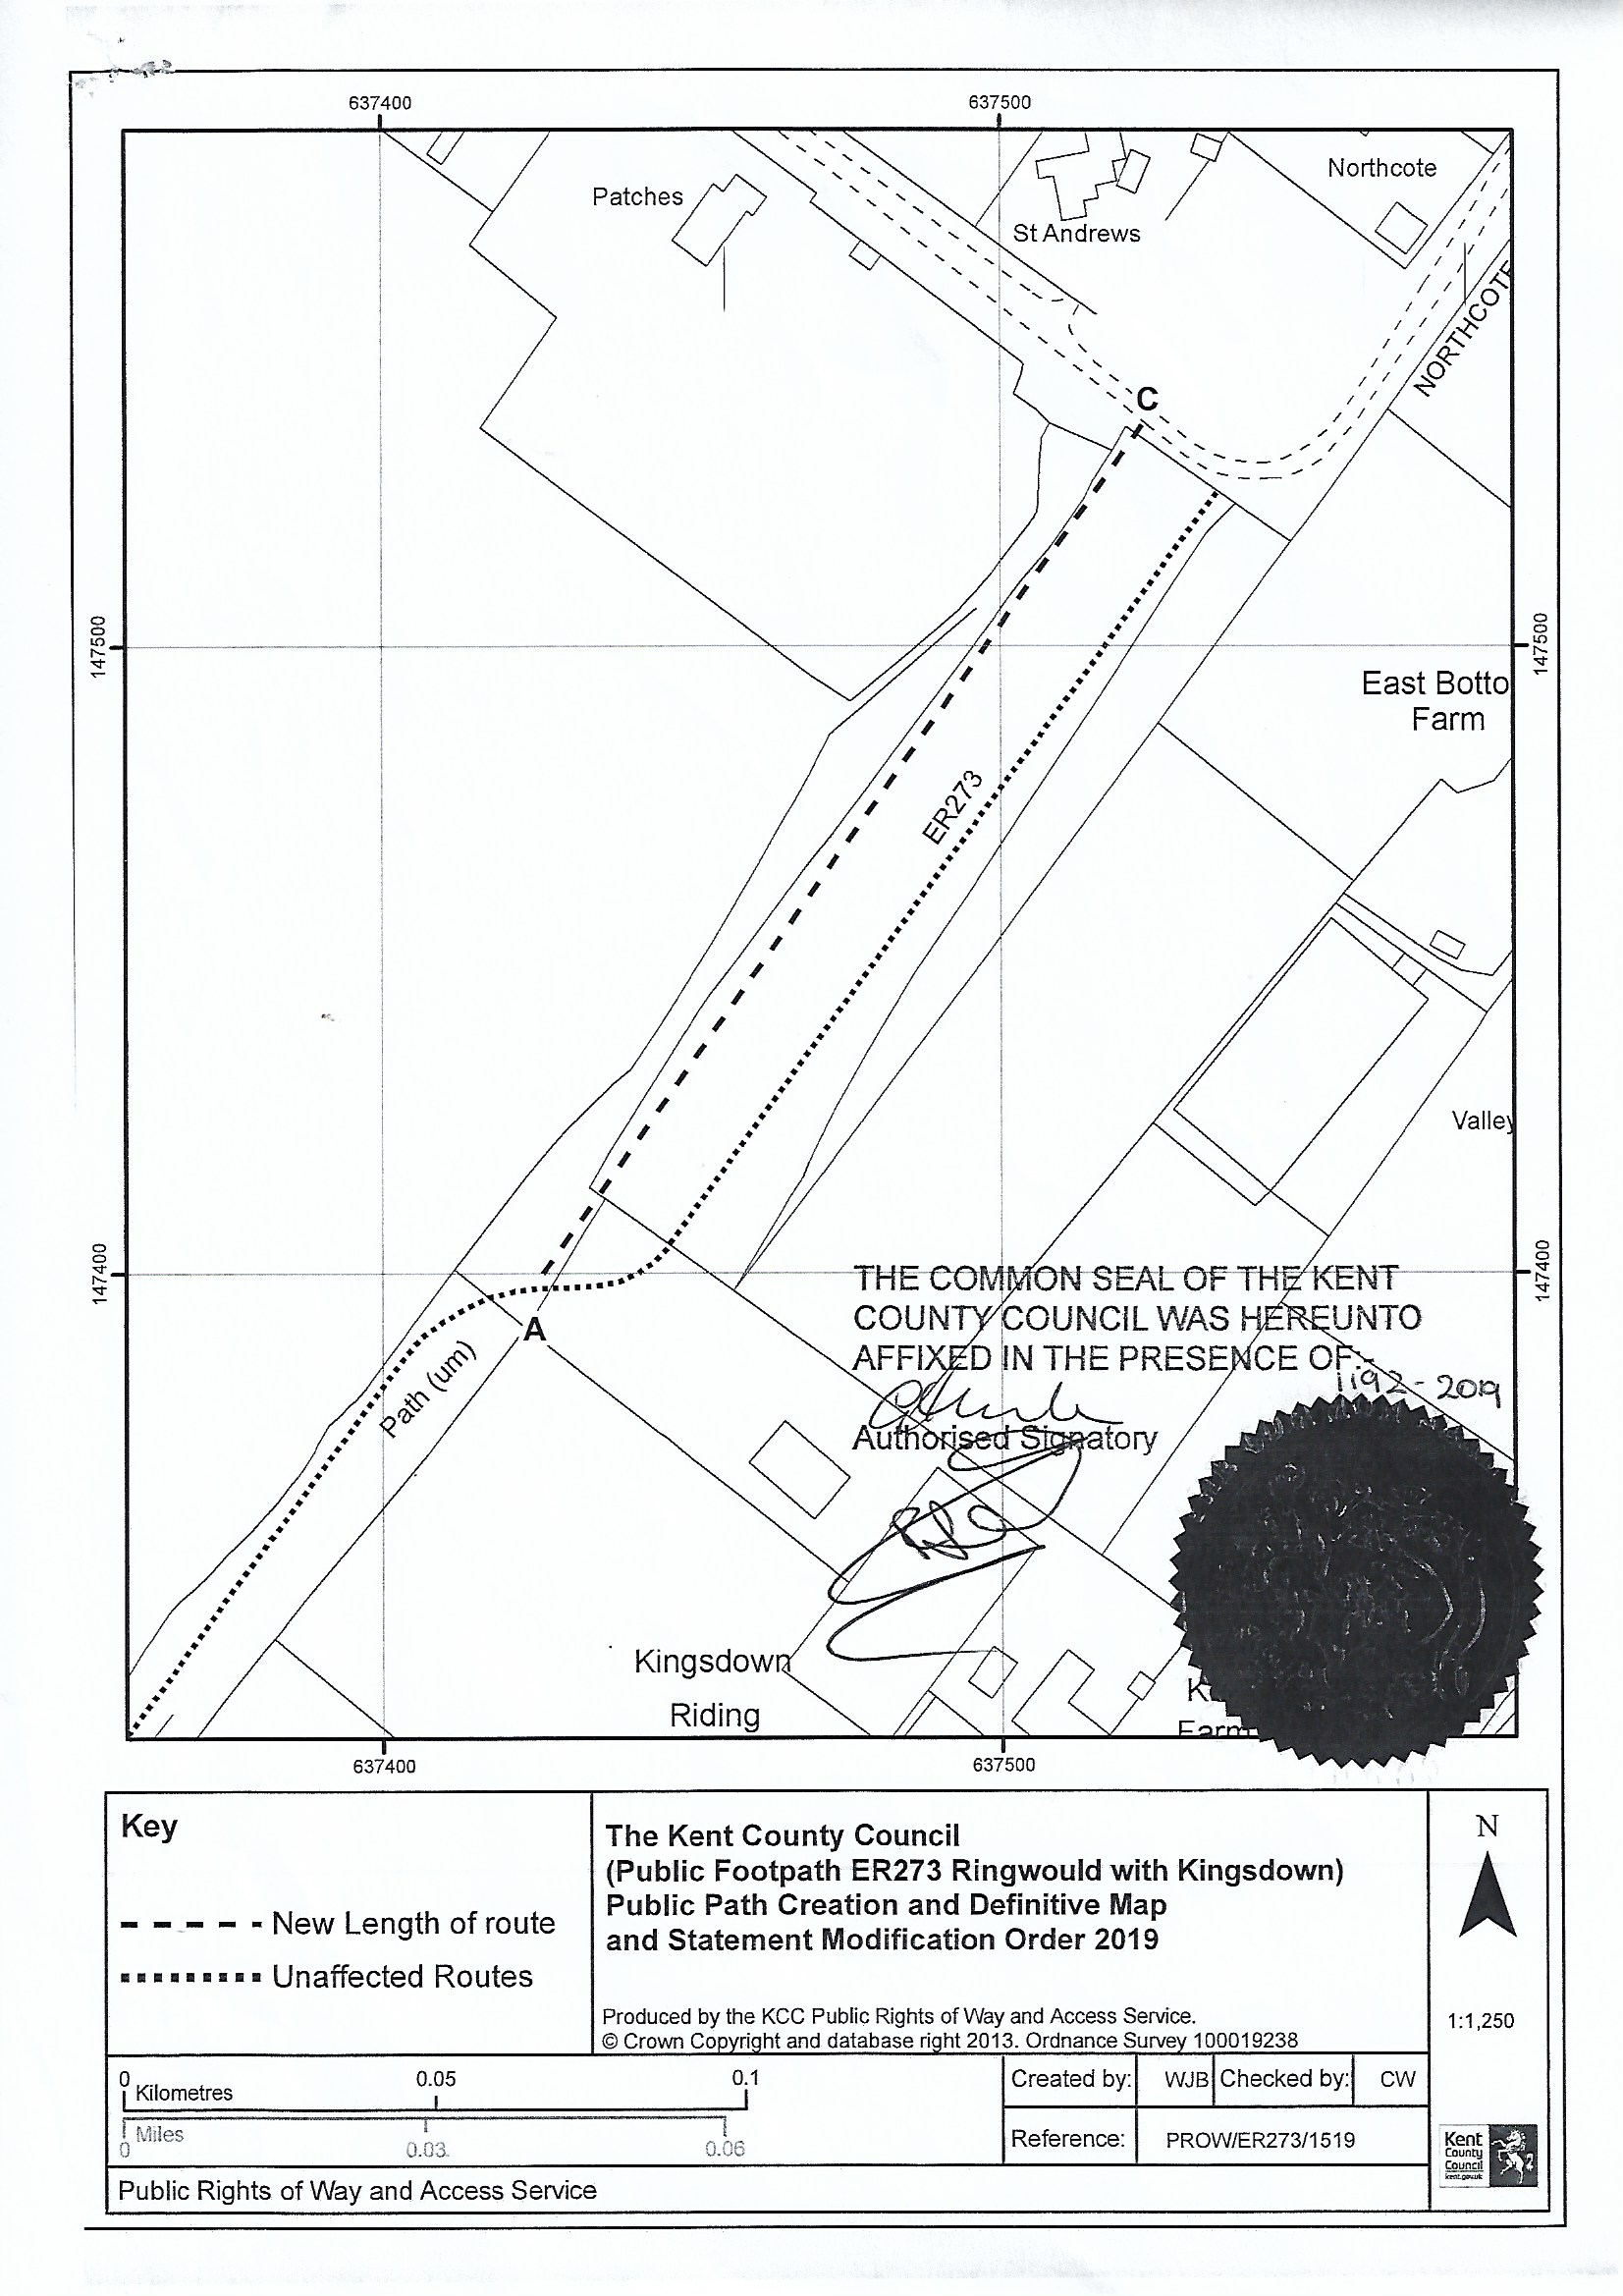 637400
637500
Patches
St Andrews
Northcote
NORTHCOTE
C
147500
147500
East Botto
Farm
ER273
Valley
147400
147400
THE COMMON SEAL OF THE KENT
COUNTY COUNCIL WAS HEREUNTO
AFFIXED IN THE PRESENCE OF:-
1192-2019
Authorised Signatory
A
Path (um)
Kingsdown
Riding
K
Farm
637400
637500
Key
New Length of route
Unaffected Routes
The Kent County Council
(Public Footpath ER273 Ringwould with Kingsdown)
Public Path Creation and Definitive Map
and Statement Modification Order 2019
Produced by the KCC Public Rights of Way and Access Service.
© Crown Copyright and database right 2013. Ordnance Survey 100019238
N
1:1,250
0 0.05 0.1
Kilometres
Miles
0 0.03 0.06
Created by: WJB Checked by: CW
Reference: PROW/ER273/1519
Public Rights of Way and Access Service
Kent
County
Council
kent.gov.uk